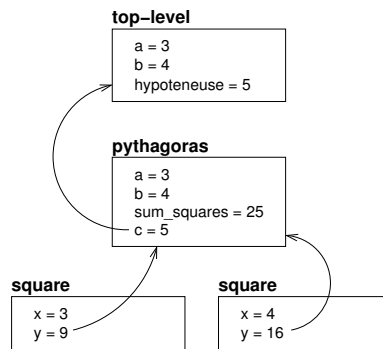 top-level
a = 3
b = 4
hypoteneuse = 5
pythagoras
a = 3
b = 4
sum_squares = 25
c = 5
square
x = 3
y = 9
square
x = 4
y = 16